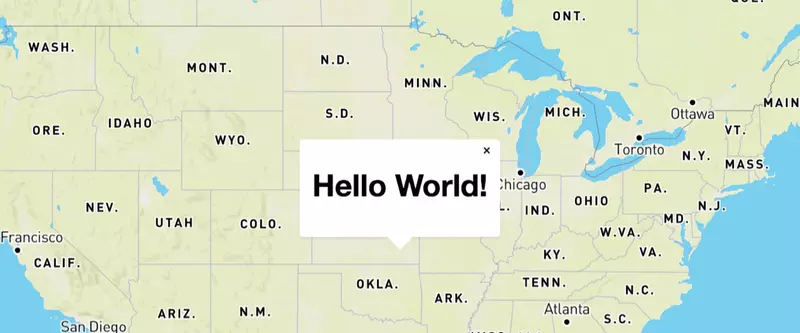 ONT.
WASH.
N.D.
MONT.
MINN.
MAIN
Ottawa
S.D.
WIS.
MICH.
ORE.
IDAHO
WYO.
VT.
Toronto
N.Y.
MASS.
×
Hello World!
Chicago
PA.
NEV.
UTAH
COLO.
IND.
OHIO
N.J.
MD.
Francisco
W.VA.
VA.
CALIF.
KY.
OKLA.
TENN.
N.C.
ARK.
ARIZ.
N.M.
Atlanta
S.C.
San Diego